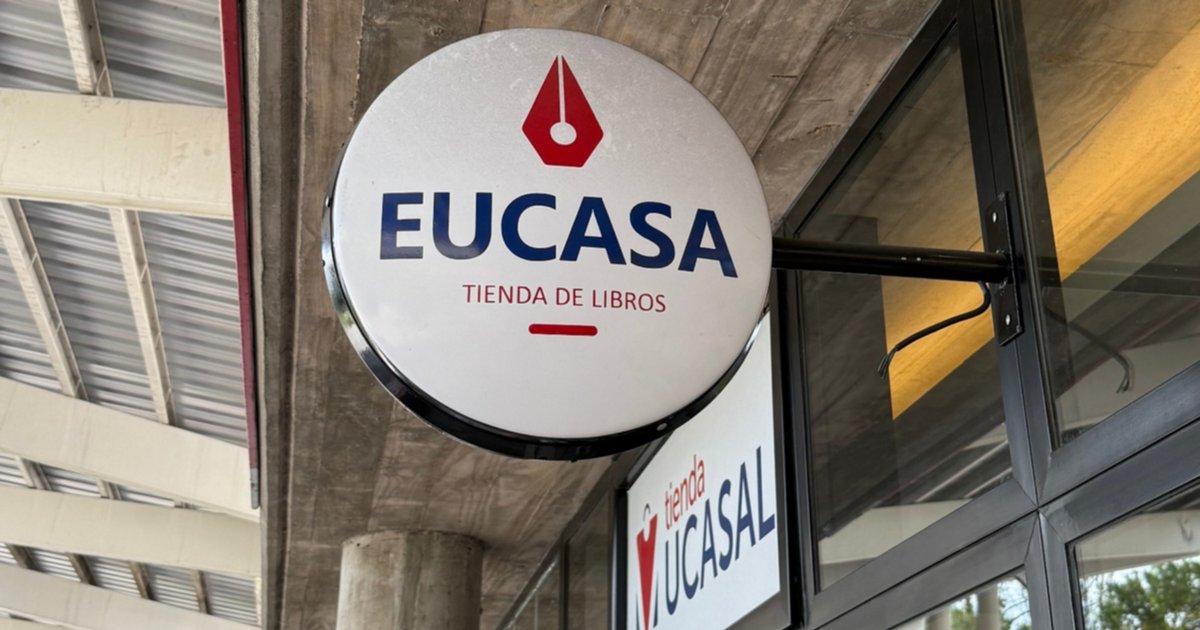 EUCASA
TIENDA DE LIBROS
tienda
UCASAL